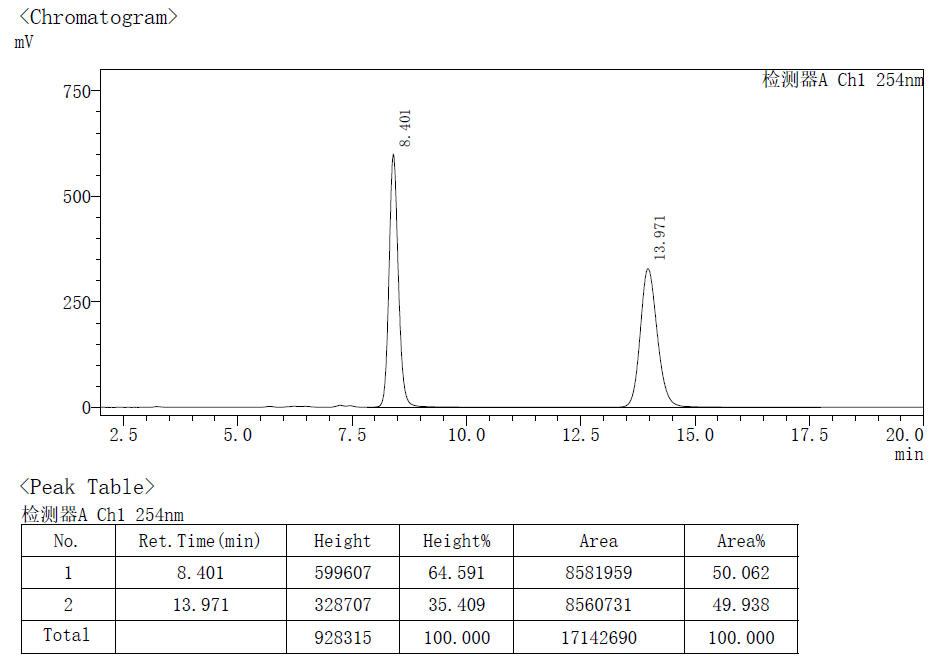 <Chromatogram>
mV
检测器A Ch1 254nm
750
8.401
500
13.971
250
0
2.5 5.0 7.5 10.0 12.5 15.0 17.5 20.0
min
<Peak Table>
检测器A Ch1 254nm
No. Ret.Time(min) Height Height% Area Area%
1 8.401 599607 64.591 8581959 50.062
2 13.971 328707 35.409 8560731 49.938
Total 928315 100.000 17142690 100.000